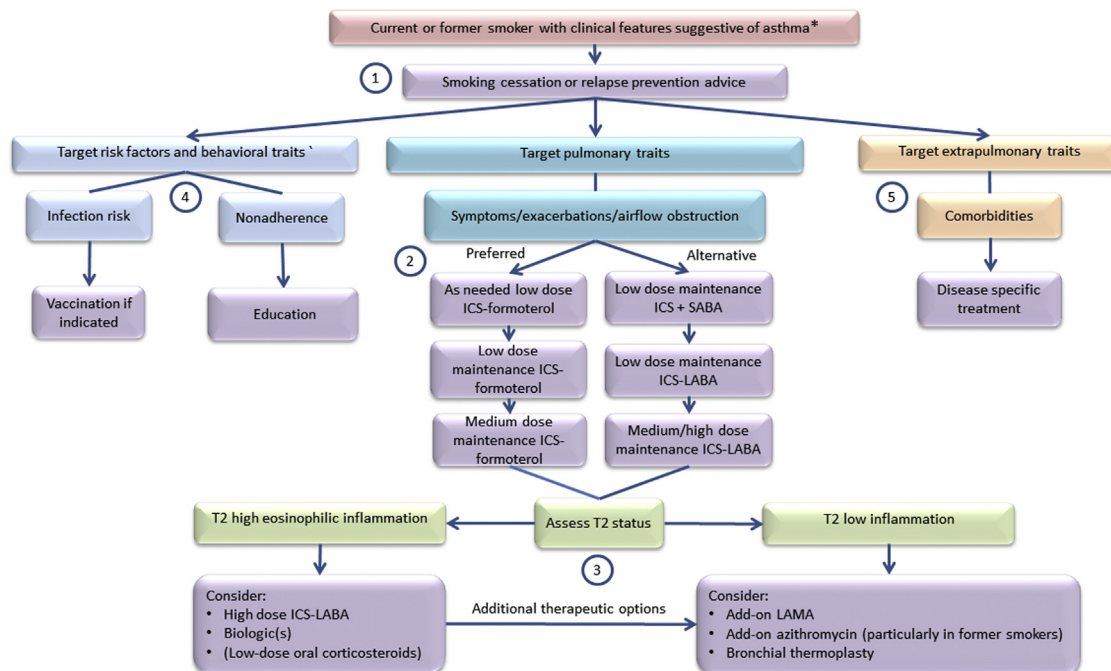 Current or former smoker with clinical features suggestive of asthma*
1
Smoking cessation or relapse prevention advice
Target risk factors and behavioral traits `
Target pulmonary traits
Target extrapulmonary traits
4
5
Infection risk
Nonadherence
Symptoms/exacerbations/airflow obstruction
Comorbidities
2
Preferred
Alternative
Vaccination if
indicated
Education
As needed low dose
ICS-formoterol
Low dose maintenance
ICS + SABA
Disease specific
treatment
Low dose
maintenance ICS-
formoterol
Low dose maintenance
ICS-LABA
Medium dose
maintenance ICS-
formoterol
Medium/high dose
maintenance ICS-LABA
T2 high eosinophilic inflammation
Assess T2 status
T2 low inflammation
3
Consider:
• High dose ICS-LABA
• Biologic(s)
• (Low-dose oral corticosteroids)
Additional therapeutic options
Consider:
• Add-on LAMA
• Add-on azithromycin (particularly in former smokers)
• Bronchial thermoplasty